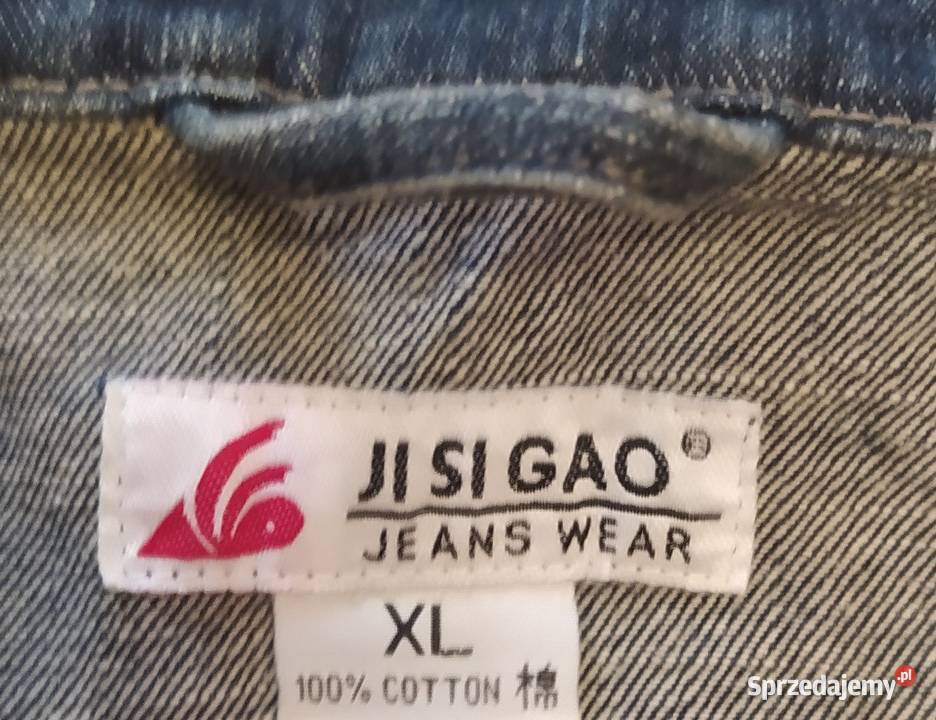 JI SI GAO®
JEANS WEAR
XL
100% COTTON 棉
Sprzedajemy.pl